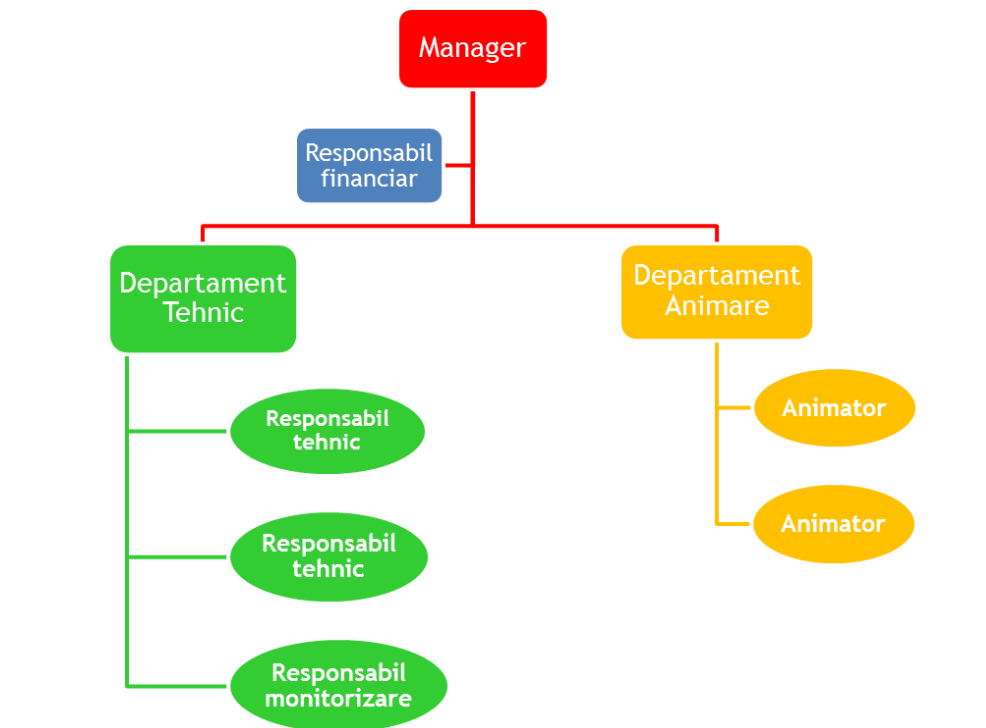 Manager
Responsabil
financiar
Departament
Tehnic
Departament
Animare
Responsabil
tehnic
Responsabil
tehnic
Responsabil
monitorizare
Animator
Animator